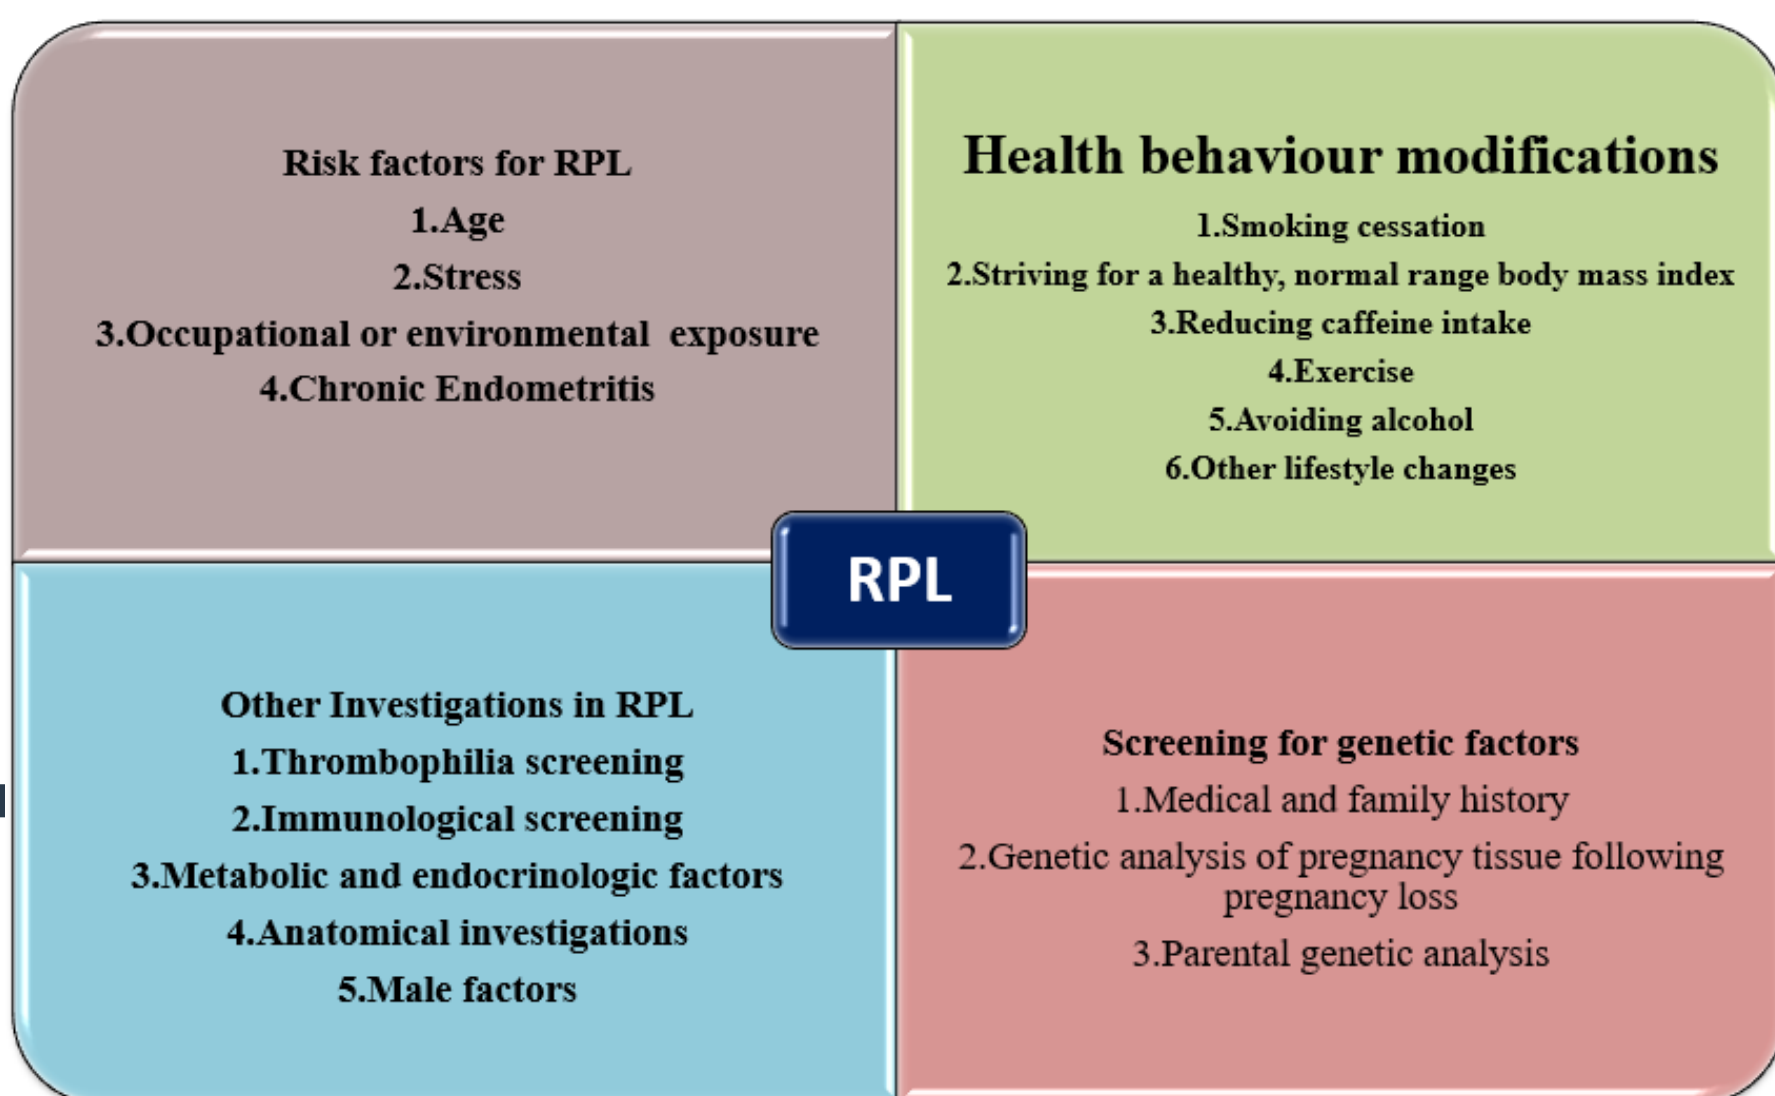 Risk factors for RPL
1.Age
2.Stress
3.Occupational or environmental  exposure
4.Chronic Endometritis
Health behaviour modifications
1.Smoking cessation
2.Striving for a healthy, normal range body mass index
3.Reducing caffeine intake
4.Exercise
5.Avoiding alcohol
6.Other lifestyle changes
RPL
Other Investigations in RPL
1.Thrombophilia screening
2.Immunological screening
3.Metabolic and endocrinologic factors
4.Anatomical investigations
5.Male factors
Screening for genetic factors
1.Medical and family history
2.Genetic analysis of pregnancy tissue following
pregnancy loss
3.Parental genetic analysis